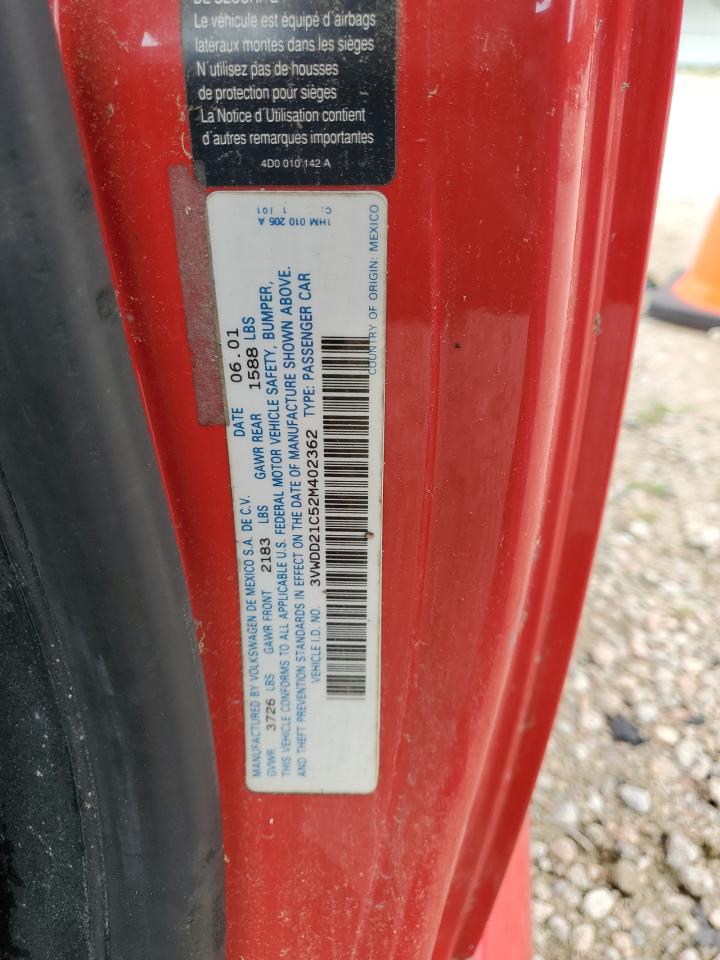 Le véhicule est équipé d'airbags
latéraux montés dans les sièges
N'utilisez pas de housses
de protection pour sièges
La Notice d'Utilisation contient
d'autres remarques importantes
4D0 010 142 A
MANUFACTURED BY VOLKSWAGEN DE MEXICO S.A. DE C.V. DATE 06.01
GVWR 3726 LBS GAWR FRONT 2183 LBS GAWR REAR 1588 LBS
THIS VEHICLE CONFORMS TO ALL APPLICABLE U.S. FEDERAL MOTOR VEHICLE SAFETY, BUMPER,
AND THEFT PREVENTION STANDARDS IN EFFECT ON THE DATE OF MANUFACTURE SHOWN ABOVE.
VEHICLE I.D. NO. 3VWDD21C52M402362 TYPE: PASSENGER CAR
COUNTRY OF ORIGIN: MEXICO
1HM 010 205 A